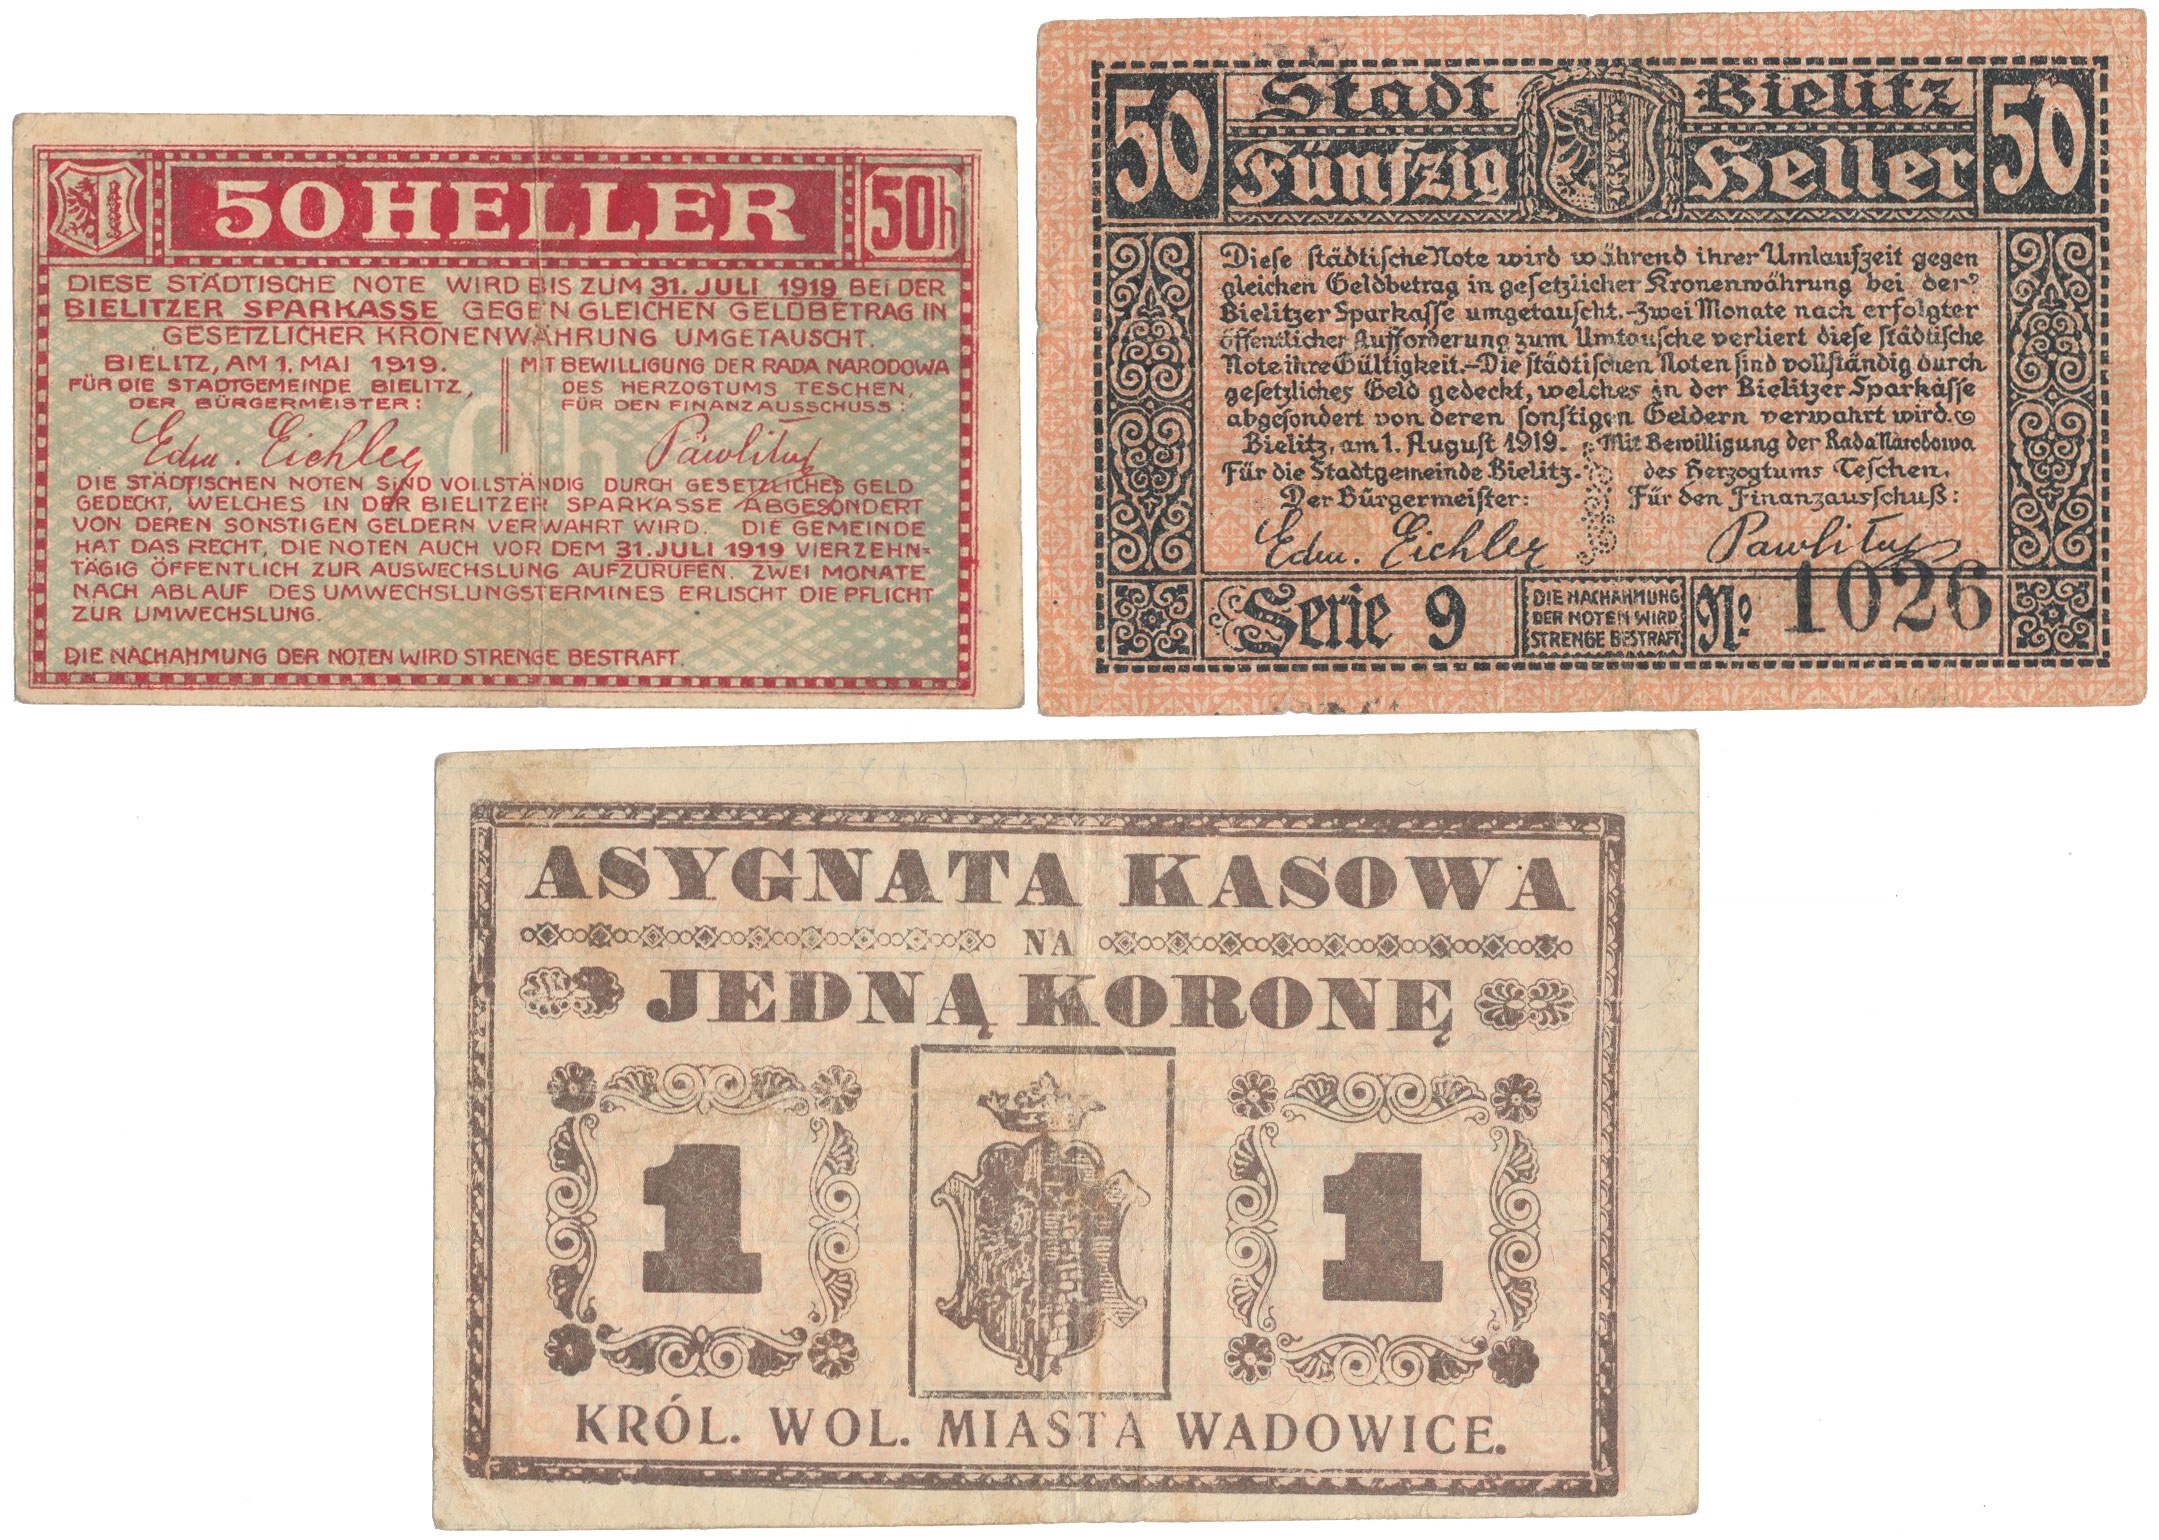 50 HELLER 50h
DIESE STÄDTISCHE NOTE WIRD BIS ZUM 31. JULI 1919 BEI DER
BIELITZER SPARKASSE GEGEN GLEICHEN GELDBETRAG IN
GESETZLICHER KRONENWÄHRUNG UMGETAUSCHT.
BIELITZ, AM 1. MAI 1919.
FÜR DIE STADTGEMEINDE BIELITZ,
DER BÜRGERMEISTER:
Edu. Eichler
MIT BEWILLIGUNG DER RADA NARODOWA
DES HERZOGTUMS TESCHEN,
FÜR DEN FINANZAUSSCHUSS:
DIE STÄDTISCHEN NOTEN SIND VOLLSTÄNDIG DURCH GESETZLICHES GELD
GEDECKT, WELCHES IN DER BIELITZER SPARKASSE ABGESONDERT
VON DEREN SONSTIGEN GELDERN VERWAHRT WIRD. DIE GEMEINDE
HAT DAS RECHT, DIE NOTEN AUCH VOR DEM 31. JULI 1919 VIERZEHN=
TÄGIG ÖFFENTLICH ZUR AUSWECHSLUNG AUFZURUFEN. ZWEI MONATE
NACH ABLAUF DES UMWECHSLUNGSTERMINES ERLISCHT DIE PFLICHT
ZUR UMWECHSLUNG.
DIE NACHAHMUNG DER NOTEN WIRD STRENGE BESTRAFT.
50 Stadt Bielitz 50
Fünfzig Heller
Diese städtische Note wird während ihrer Umlaufzeit gegen
gleichen Geldbetrag in gesetzlicher Kronenwährung bei der
Bielitzer Sparkasse umgetauscht.-Zwei Monate nach erfolgter
öffentlicher Aufforderung zum Umtausche verliert diese städtische
Note ihre Gültigkeit.-Die städtischen Noten sind vollständig durch
gesetzliches Geld gedeckt, welches in der Bielitzer Sparkasse
abgesondert von deren sonstigen Geldern verwahrt wird.
Bielitz, am 1. August 1919.
Für die Stadtgemeinde Bielitz.
Der Bürgermeister:
Edu. Eichler
Mit Bewilligung der Rada Narodowa
des Herzogtums Teschen,
Für den Finanzausschuß:
Serie 9
DIE NACHAHMUNG
DER NOTEN WIRD
STRENGE BESTRAFT
No. 1026
ASYGNATA KASOWA
NA
JEDNĄ KORONĘ
1 1
KRÓL. WOL. MIASTA WADOWICE.